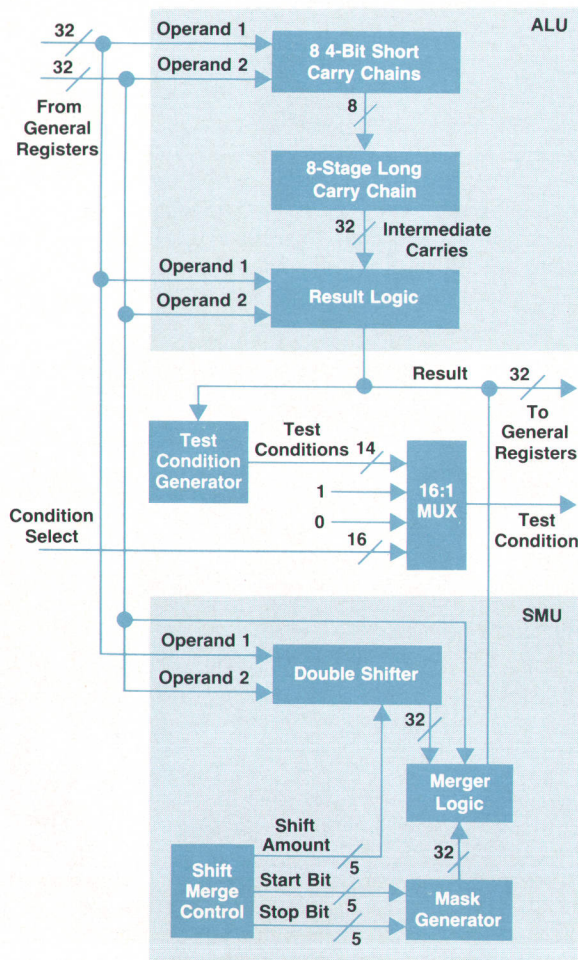 ALU
32
Operand 1
32
Operand 2
From
General
Registers
8 4-Bit Short
Carry Chains
8
8-Stage Long
Carry Chain
32
Intermediate
Carries
Operand 1
Operand 2
Result Logic
Result
32
To
General
Registers
Test
Condition
Generator
Test
Conditions
14
1
0
16:1
MUX
Condition
Select
16
Test
Condition
SMU
Operand 1
Operand 2
Double Shifter
32
Merger
Logic
Shift
Amount
5
32
Shift
Merge
Control
Start Bit
5
Stop Bit
5
Mask
Generator